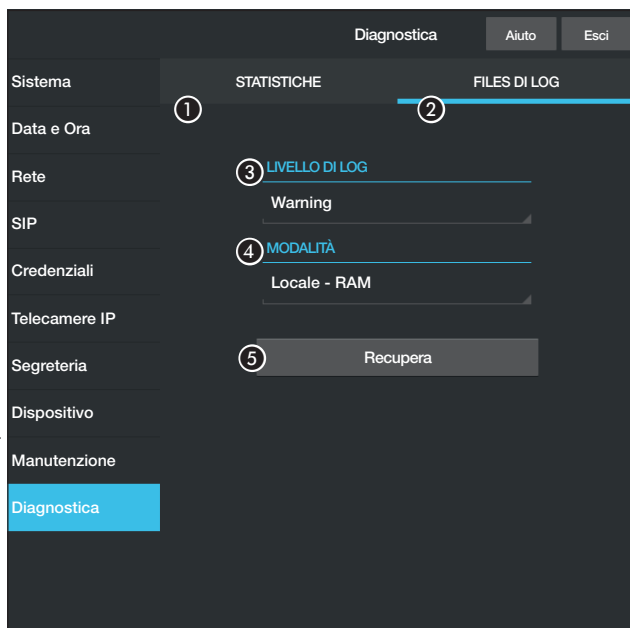 Diagnostica Aiuto Esci
Sistema
Data e Ora
Rete
SIP
Credenziali
Telecamere IP
Segreteria
Dispositivo
Manutenzione
Diagnostica
STATISTICHE FILES DI LOG
1 2
3 LIVELLO DI LOG
Warning
4 MODALITÀ
Locale - RAM
5 Recupera